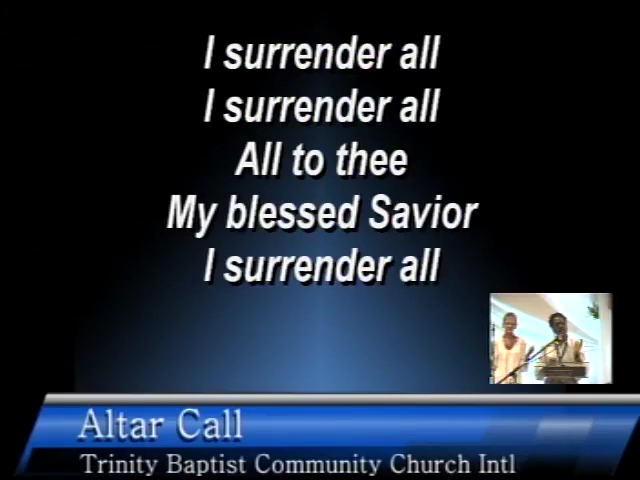 I surrender all
I surrender all
All to thee
My blessed Savior
I surrender all
Altar Call
Trinity Baptist Community Church Intl